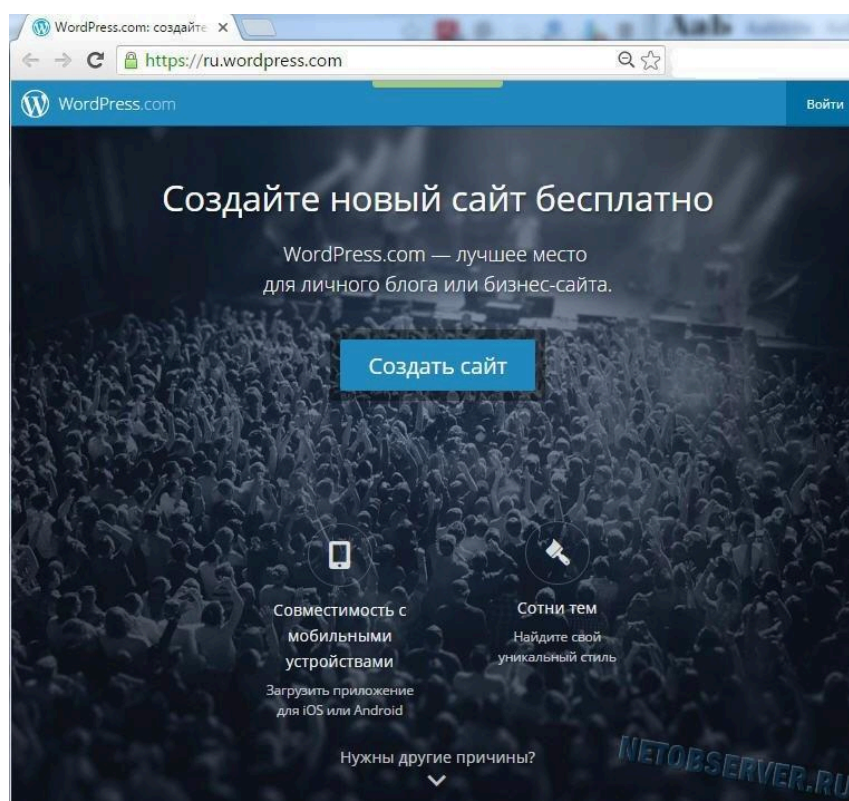 WordPress.com: создайте
https://ru.wordpress.com
WordPress.com
Войти
Создайте новый сайт бесплатно
WordPress.com — лучшее место
для личного блога или бизнес-сайта.
Создать сайт
Совместимость с
мобильными
устройствами
Загрузить приложение
для iOS или Android
Сотни тем
Найдите свой
уникальный стиль
Нужны другие причины?
NETOBSERVER.RU